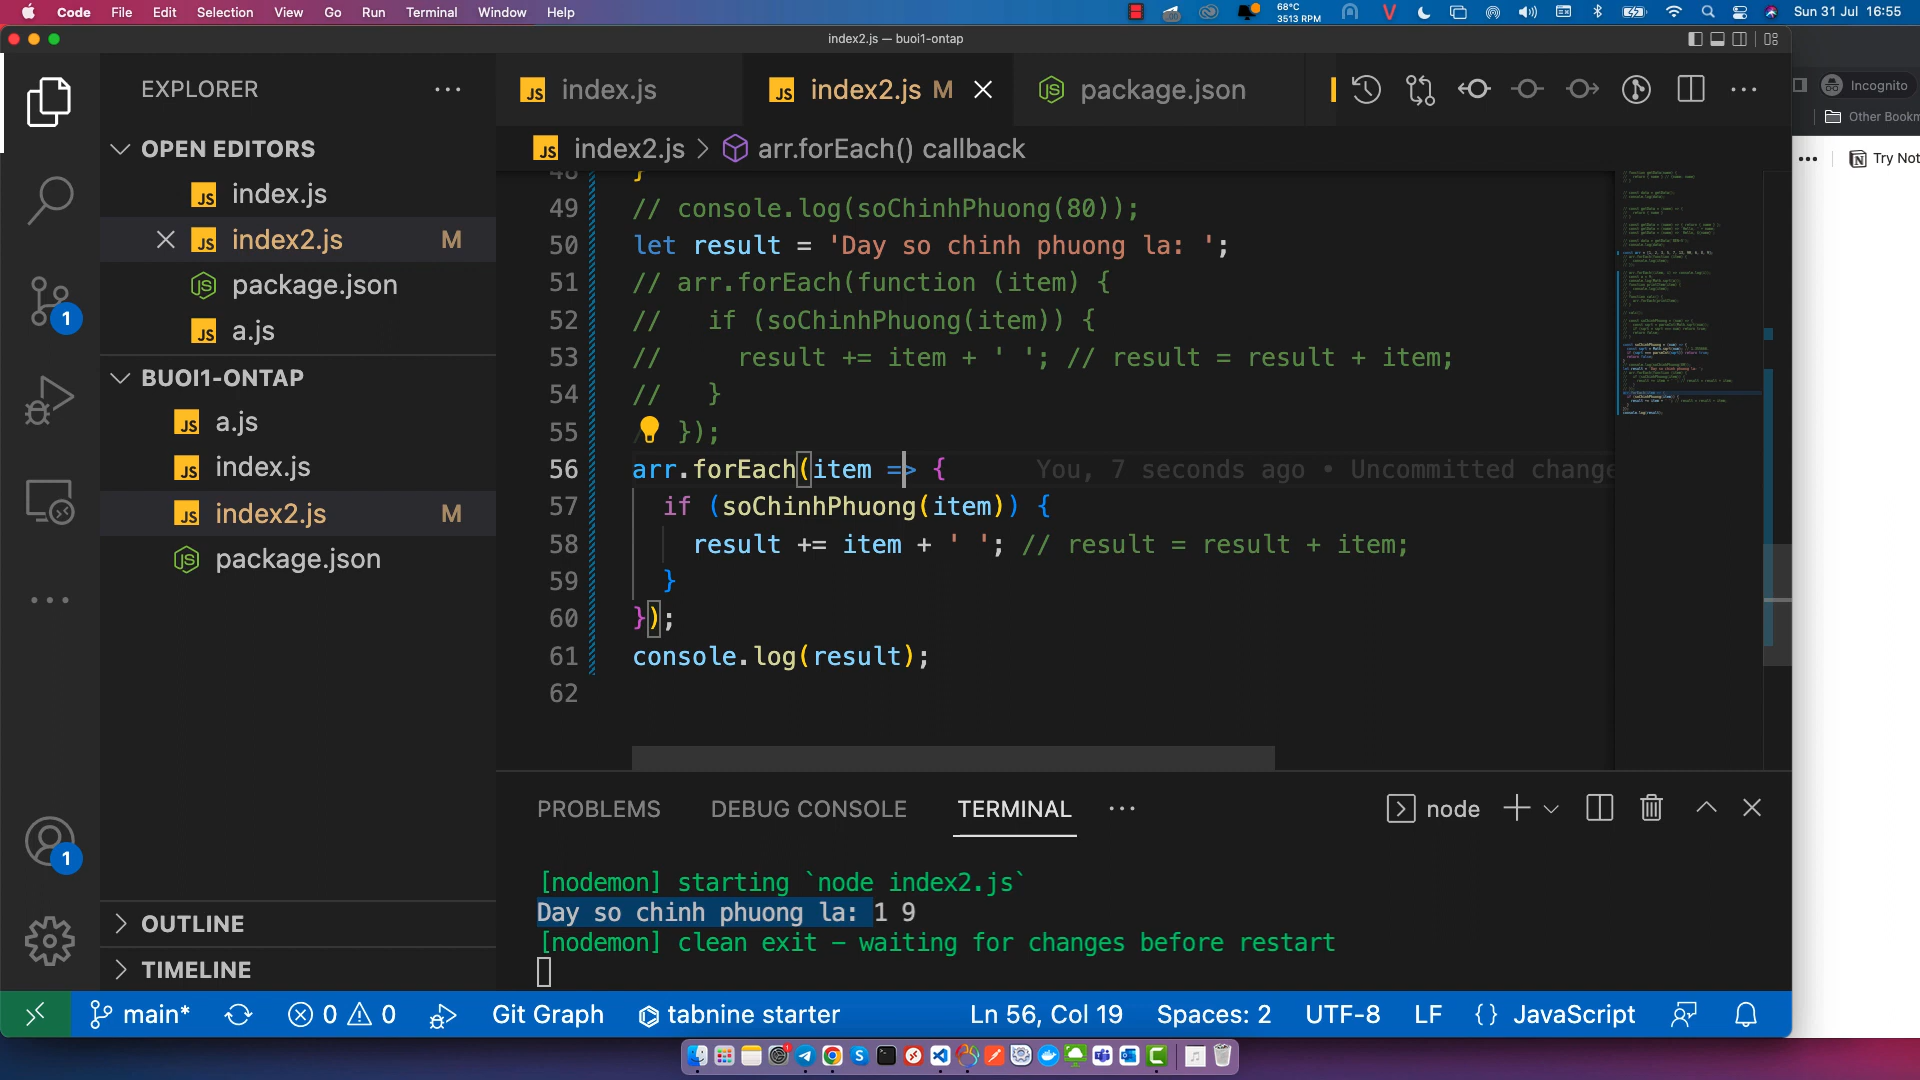 Code File Edit Selection View Go Run Terminal Window Help 68°C 3513 RPM Sun 31 Jul 16:55
index2.js — buoi1-ontap
EXPLORER
index.js index2.js M package.json
Incognito
Other Bookm
index2.js > arr.forEach() callback
Try Not
OPEN EDITORS
index.js
index2.js M
package.json
a.js
BUOI1-ONTAP
a.js
index.js
index2.js M
package.json
OUTLINE
TIMELINE
1
1
48 }
49 // console.log(soChinhPhuong(80));
50 let result = 'Day so chinh phuong la: ';
51 // arr.forEach(function (item) {
52 //   if (soChinhPhuong(item)) {
53 //     result += item + ' '; // result = result + item;
54 //   }
55 // });
56 arr.forEach(item => { You, 7 seconds ago • Uncommitted change
57   if (soChinhPhuong(item)) {
58     result += item + ' '; // result = result + item;
59   }
60 });
61 console.log(result);
62
PROBLEMS DEBUG CONSOLE TERMINAL node
[nodemon] starting `node index2.js`
Day so chinh phuong la: 1 9
[nodemon] clean exit - waiting for changes before restart
main* 0 0 Git Graph tabnine starter Ln 56, Col 19 Spaces: 2 UTF-8 LF {} JavaScript